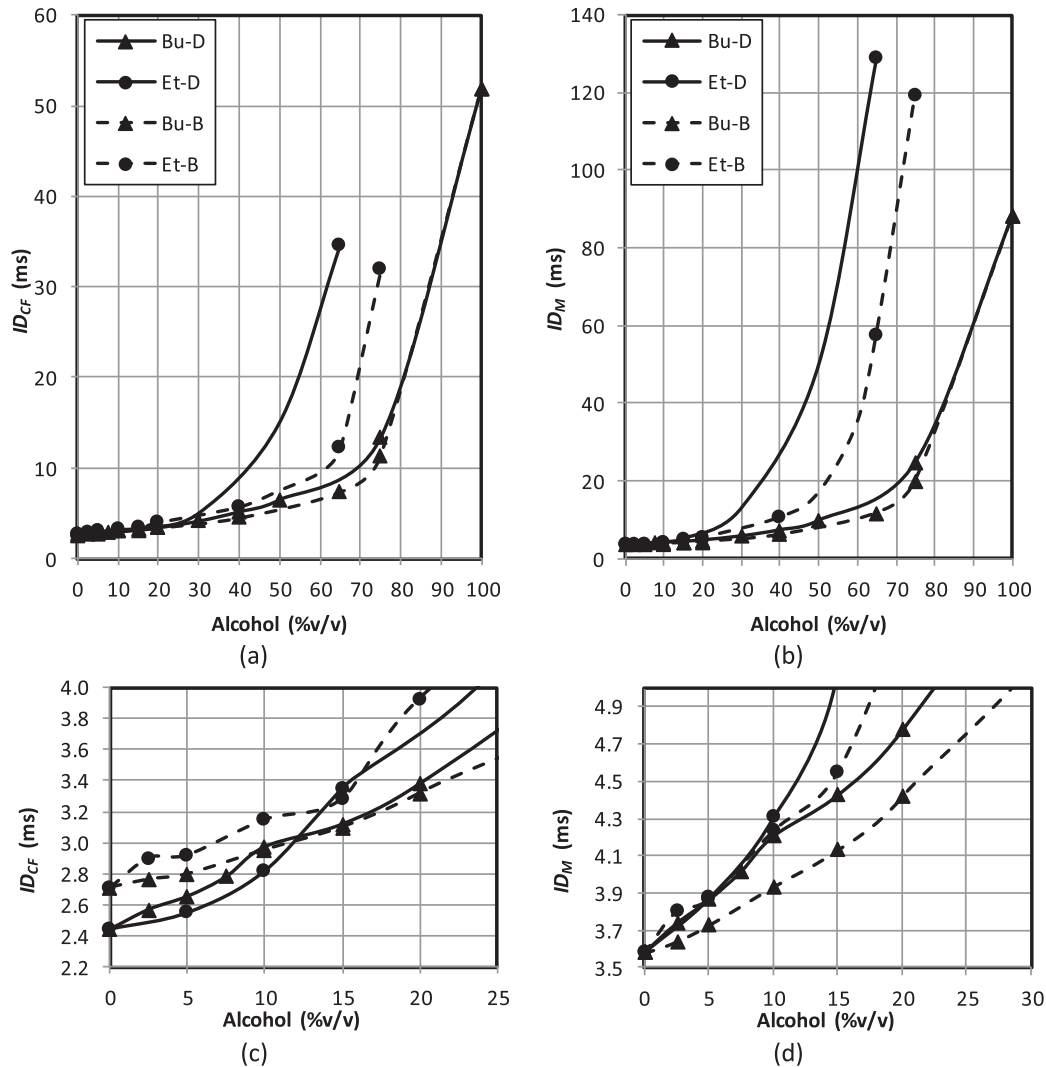 60
50
40
30
20
10
0
ID_CF (ms)
Bu-D
Et-D
Bu-B
Et-B
0 10 20 30 40 50 60 70 80 90 100
Alcohol (%v/v)
(a)
140
120
100
80
60
40
20
0
ID_M (ms)
Bu-D
Et-D
Bu-B
Et-B
0 10 20 30 40 50 60 70 80 90 100
Alcohol (%v/v)
(b)
4.0
3.8
3.6
3.4
3.2
3.0
2.8
2.6
2.4
2.2
ID_CF (ms)
0 5 10 15 20 25
Alcohol (%v/v)
(c)
4.9
4.7
4.5
4.3
4.1
3.9
3.7
3.5
ID_M (ms)
0 5 10 15 20 25 30
Alcohol (%v/v)
(d)